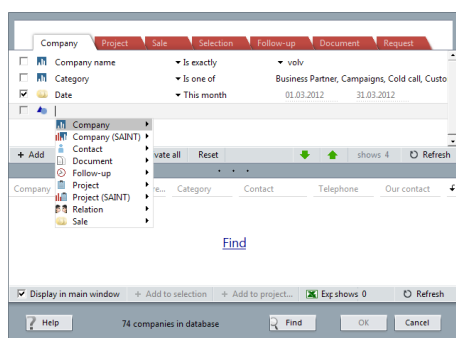 Company Project Sale Selection Follow-up Document Request
Company name Is exactly volv
Category Is one of Business Partner, Campaigns, Cold call, Custo
Date This month 01.03.2012 31.03.2012
Company
Company (SAINT)
Contact
Document
Follow-up
Project
Project (SAINT)
Relation
Sale
+ Add vate all Reset shows 4 Refresh
Company re... Category Contact Telephone Our contact
Find
Display in main window + Add to selection + Add to project... Exp shows 0 Refresh
? Help 74 companies in database Find OK Cancel